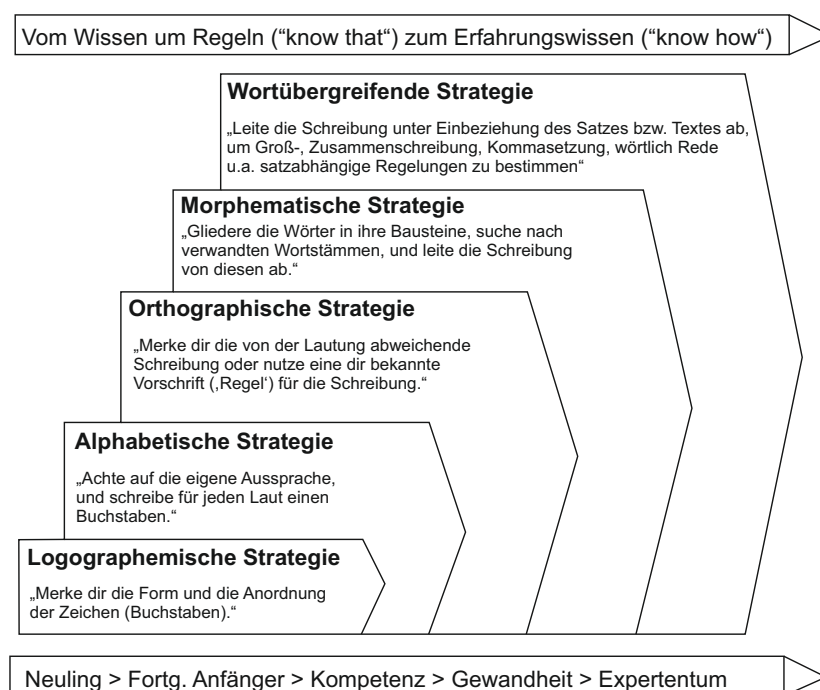 Vom Wissen um Regeln (“know that“) zum Erfahrungswissen (“know how“)
Wortübergreifende Strategie
„Leite die Schreibung unter Einbeziehung des Satzes bzw. Textes ab,
um Groß-, Zusammenschreibung, Kommasetzung, wörtlich Rede
u.a. satzabhängige Regelungen zu bestimmen“
Morphematische Strategie
„Gliedere die Wörter in ihre Bausteine, suche nach
verwandten Wortstämmen, und leite die Schreibung
von diesen ab.“
Orthographische Strategie
„Merke dir die von der Lautung abweichende
Schreibung oder nutze eine dir bekannte
Vorschrift (‚Regel‘) für die Schreibung.“
Alphabetische Strategie
„Achte auf die eigene Aussprache,
und schreibe für jeden Laut einen
Buchstaben.“
Logographemische Strategie
„Merke dir die Form und die Anordnung
der Zeichen (Buchstaben).“
Neuling > Fortg. Anfänger > Kompetenz > Gewandheit > Expertentum